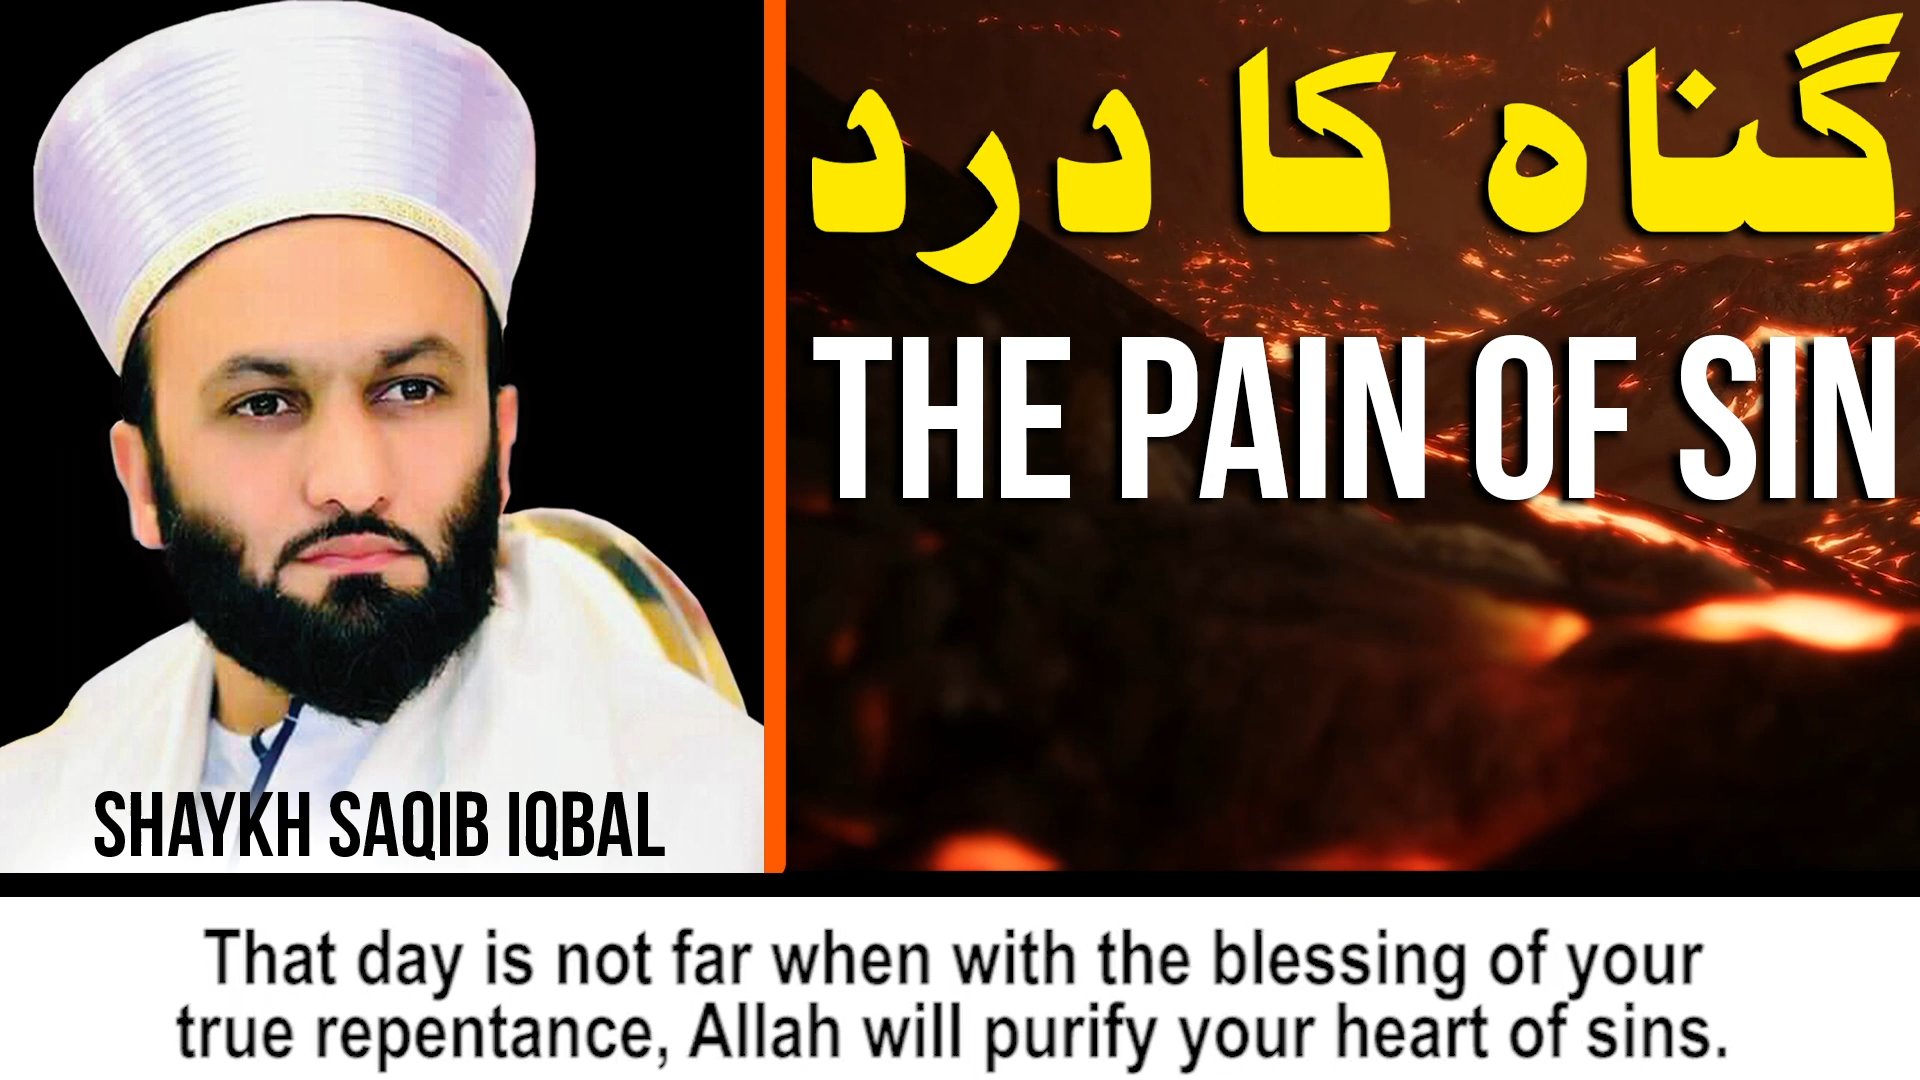 گناہ کا درد
THE PAIN OF SIN
SHAYKH SAQIB IQBAL
That day is not far when with the blessing of your
true repentance, Allah will purify your heart of sins.